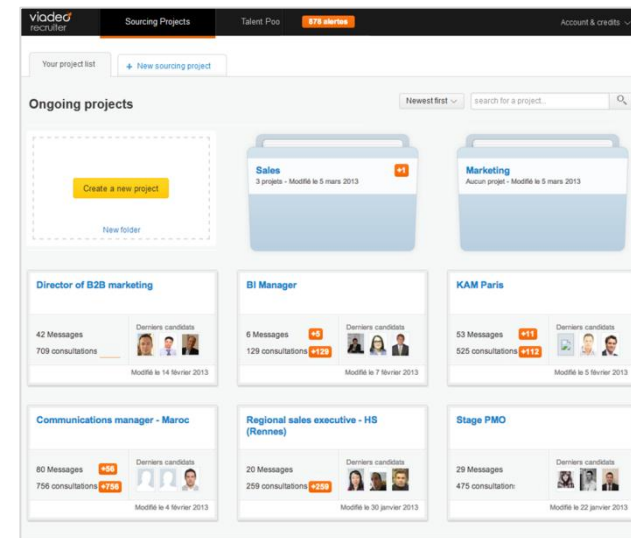 viadeo
recruiter
Sourcing Projects
Talent Poo
876 alertes
Account & credits
Your project list
+ New sourcing project
Ongoing projects
Newest first
search for a project..
Create a new project
New folder
Sales
+1
3 projets - Modifié le 5 mars 2013
Marketing
Aucun projet - Modifié le 5 mars 2013
Director of B2B marketing
42 Messages
709 consultations
Derniers candidats
Modifié le 14 février 2013
BI Manager
6 Messages +5
129 consultations +129
Derniers candidats
Modifié le 7 février 2013
KAM Paris
53 Messages +11
525 consultations +112
Derniers candidats
Modifié le 5 février 2013
Communications manager - Maroc
80 Messages +56
756 consultations +756
Derniers candidats
Modifié le 4 février 2013
Regional sales executive - HS
(Rennes)
20 Messages
259 consultations +259
Derniers candidats
Modifié le 30 janvier 2013
Stage PMO
29 Messages
475 consultation
Derniers candidats
Modifié le 22 janvier 2013